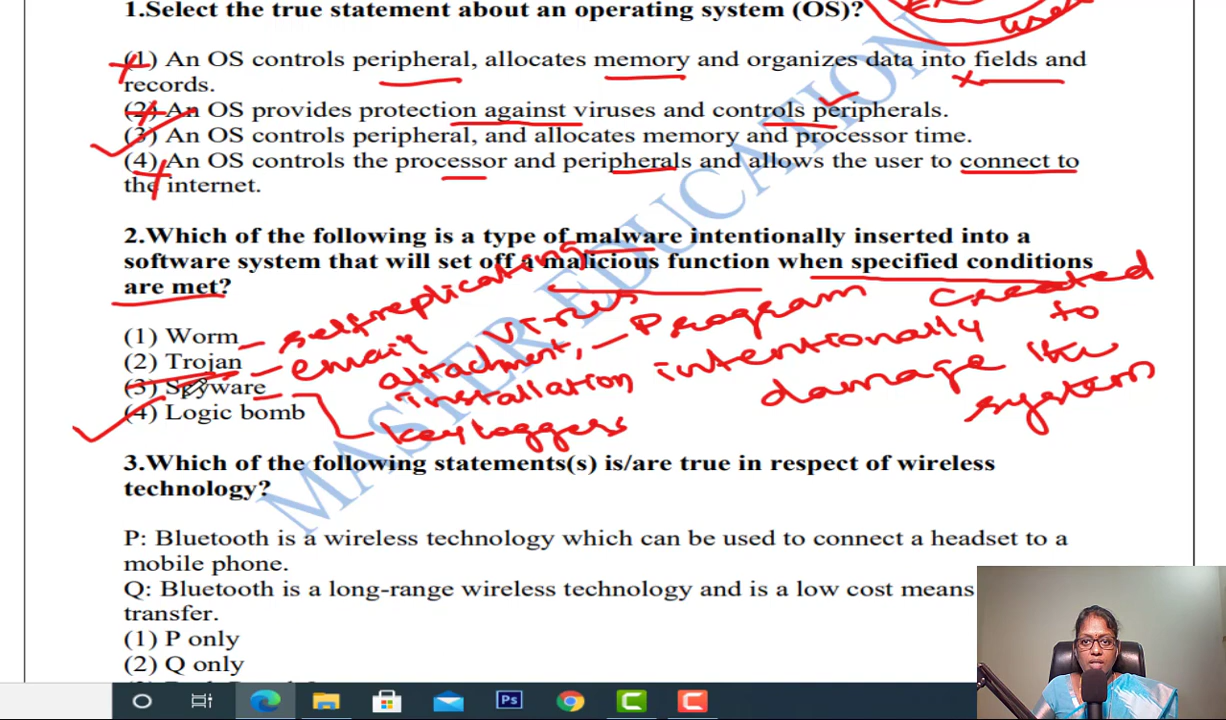 1.Select the true statement about an operating system (OS)?
(1) An OS controls peripheral, allocates memory and organizes data into fields and
records.
(2) An OS provides protection against viruses and controls peripherals.
(3) An OS controls peripheral, and allocates memory and processor time.
(4) An OS controls the processor and peripherals and allows the user to connect to
the internet.
2.Which of the following is a type of malware intentionally inserted into a
software system that will set off a malicious function when specified conditions
are met?
(1) Worm - selfreplicating virus
(2) Trojan - email attachment, - Program intentionally created to damage the system
installation
(3) Spyware - keyloggers
(4) Logic bomb
3.Which of the following statements(s) is/are true in respect of wireless
technology?
P: Bluetooth is a wireless technology which can be used to connect a headset to a
mobile phone.
Q: Bluetooth is a long-range wireless technology and is a low cost means
transfer.
(1) P only
(2) Q only
MASTER EDUCATION
Ps